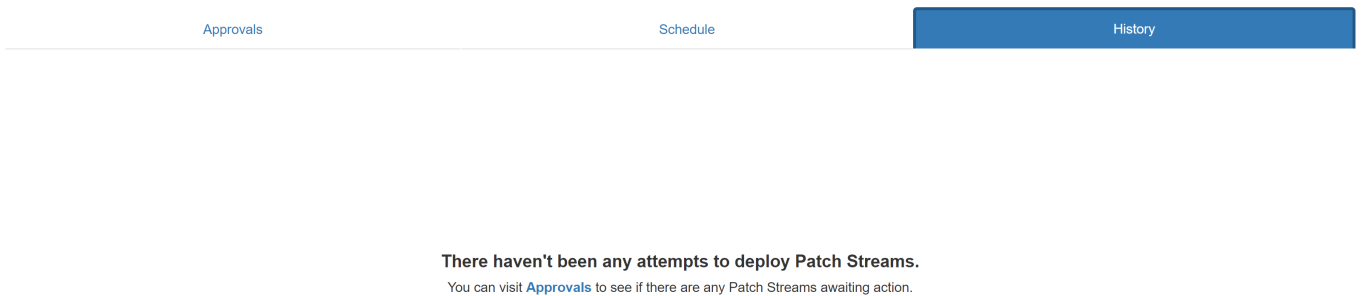 Approvals
Schedule
History
There haven't been any attempts to deploy Patch Streams.
You can visit Approvals to see if there are any Patch Streams awaiting action.